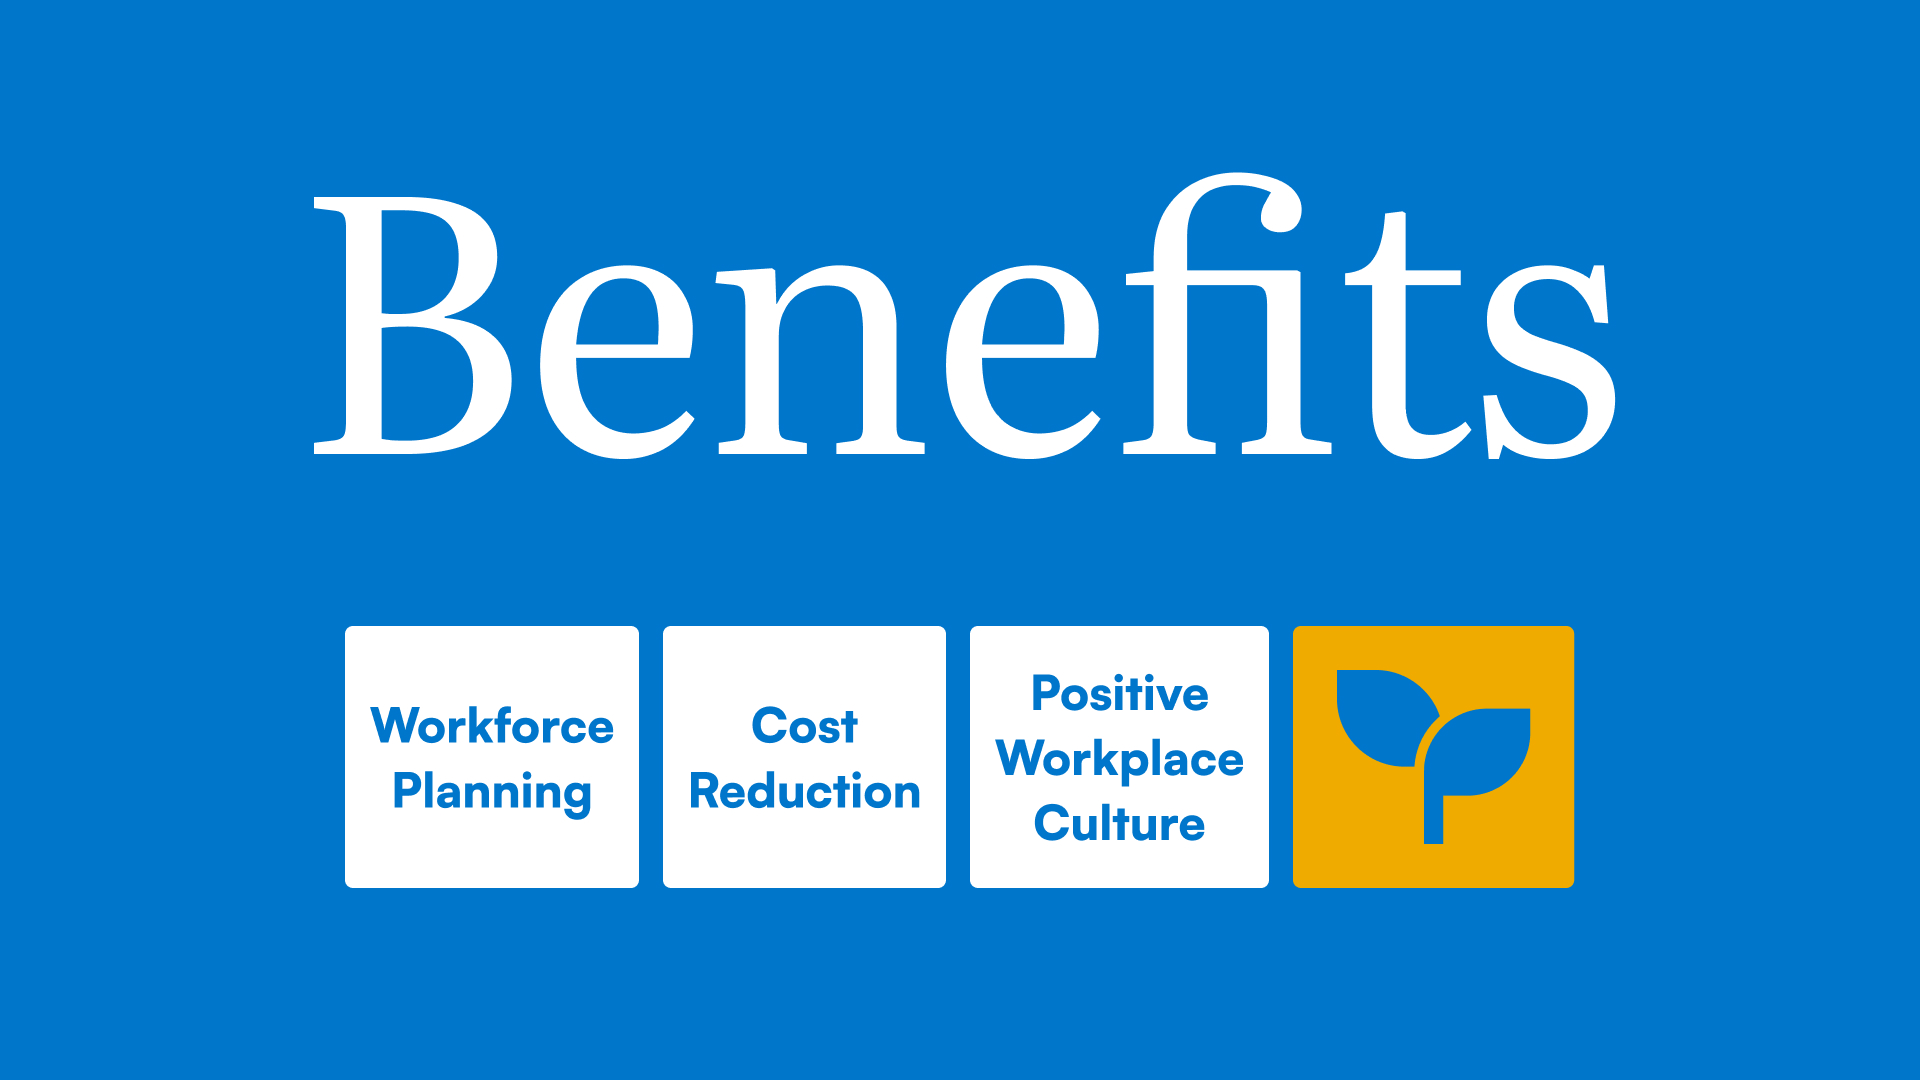 Benefits
Workforce
Planning
Cost
Reduction
Positive
Workplace
Culture